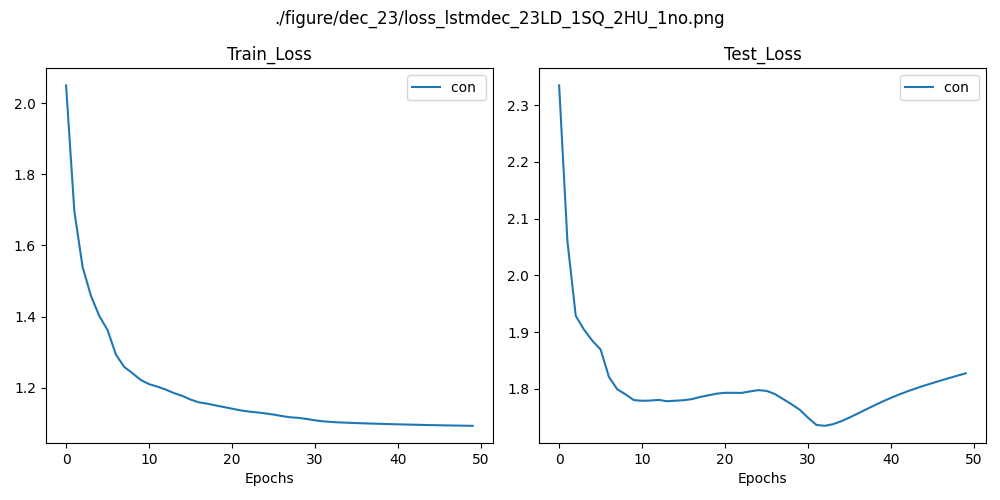 ./figure/dec_23/loss_lstmdec_23LD_1SQ_2HU_1no.png
Train_Loss
con
2.0
1.8
1.6
1.4
1.2
0 10 20 30 40 50
Epochs
Test_Loss
con
2.3
2.2
2.1
2.0
1.9
1.8
0 10 20 30 40 50
Epochs